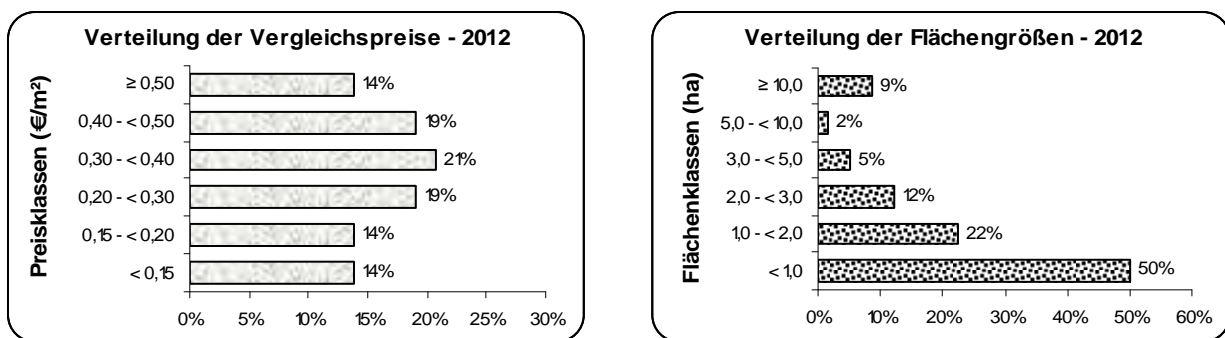 Verteilung der Vergleichspreise - 2012
Preisklassen (€/m²)
≥ 0,50
14%
0,40 - < 0,50
19%
0,30 - < 0,40
21%
0,20 - < 0,30
19%
0,15 - < 0,20
14%
< 0,15
14%
0% 5% 10% 15% 20% 25% 30%
Verteilung der Flächengrößen - 2012
Flächenklassen (ha)
≥ 10,0
9%
5,0 - < 10,0
2%
3,0 - < 5,0
5%
2,0 - < 3,0
12%
1,0 - < 2,0
22%
< 1,0
50%
0% 10% 20% 30% 40% 50% 60%